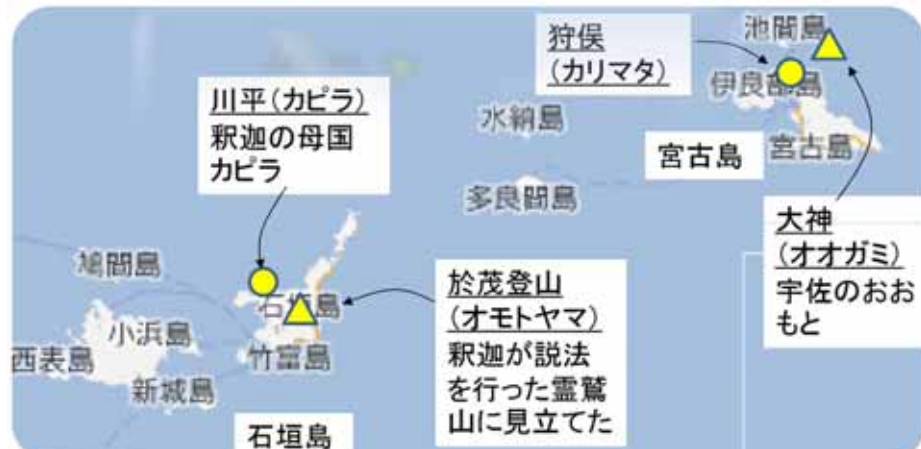 池間島
狩俣
(カリマタ)
伊良部島
川平(カピラ)
釈迦の母国
カピラ
水納島
宮古島
宮古島
多良間島
大神
(オオガミ)
宇佐のおお
もと
鳩間島
石垣島
於茂登山
(オモトヤマ)
釈迦が説法
を行った霊鷲
山に見立てた
小浜島
西表島
竹富島
新城島
石垣島